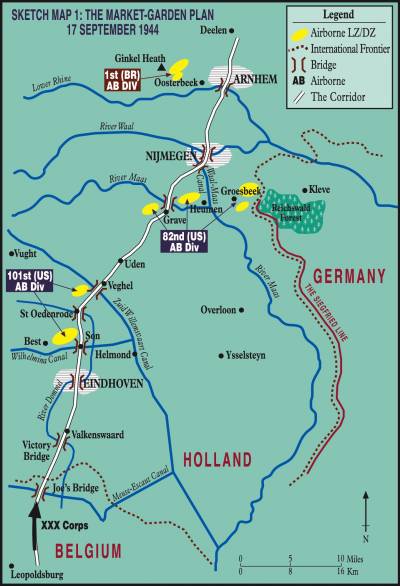 SKETCH MAP 1: THE MARKET-GARDEN PLAN
17 SEPTEMBER 1944
Legend
Airborne LZ/DZ
International Frontier
Bridge
AB Airborne
The Corridor
Deelen
Ginkel Heath
1st (BR)
AB DIV
Oosterbeek
ARNHEM
Lower Rhine
River Waal
NIJMEGEN
River Maas
Waal-Maas
Canal
Groesbeek
Kleve
Heumen
Reichswald
Forest
Grave
82nd (US)
AB Div
Vught
Uden
River Maas
GERMANY
101st (US)
AB Div
Veghel
THE SIEGFRIED LINE
St Oedenrode
Zuid Willemsvaart Canal
Overloon
Best
Son
Wilhelmina Canal
Helmond
Ysselsteyn
EINDHOVEN
River Dommel
Valkenswaard
Victory
Bridge
HOLLAND
Joe's Bridge
Meuse-Escaut Canal
XXX Corps
BELGIUM
Leopoldsburg
N
0 5 10 Miles
0 8 16 Km